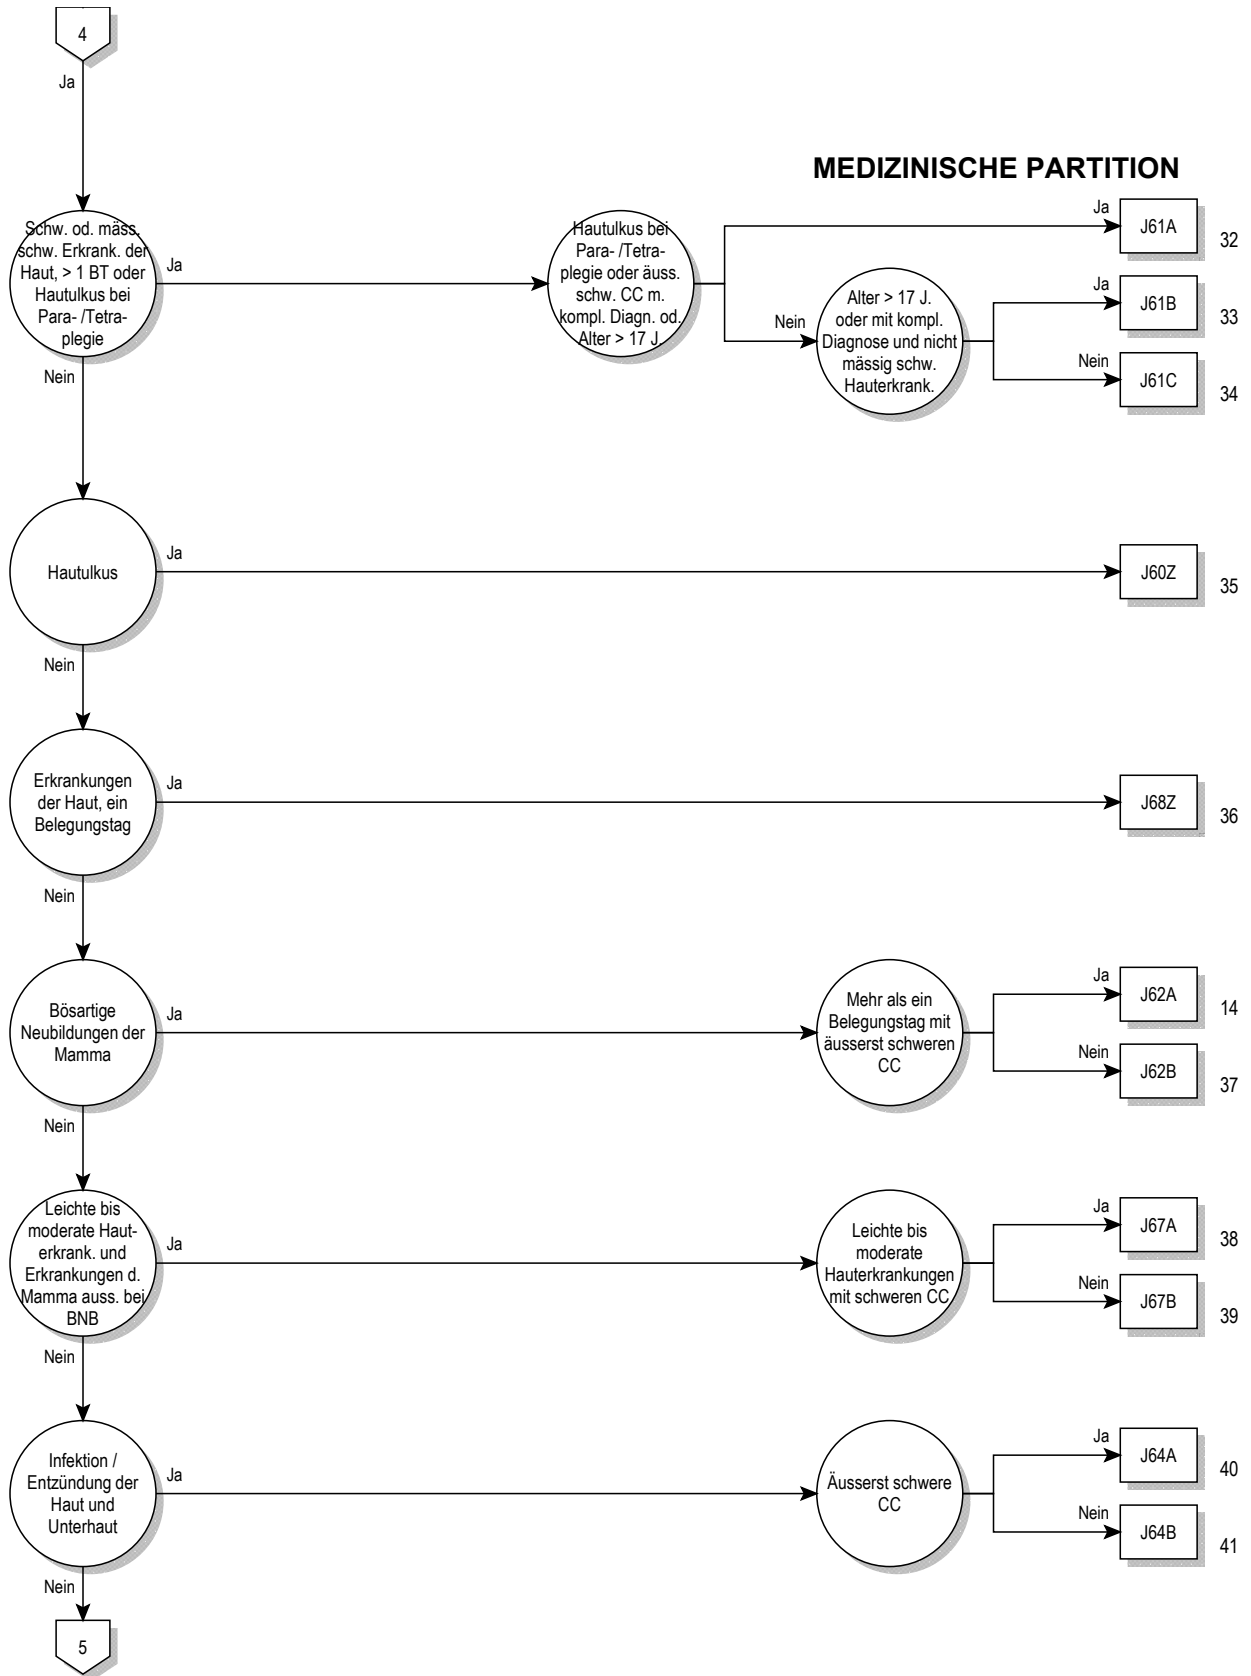 4
Ja
MEDIZINISCHE PARTITION
Schw. od. mäss.
schw. Erkrank. der
Haut, > 1 BT oder
Hautulkus bei
Para- /Tetra-
plegie
Ja
Nein
Hautulkus bei
Para- /Tetra-
plegie oder äuss.
schw. CC m.
kompl. Diagn. od.
Alter > 17 J.
Ja
J61A
32
Nein
Alter > 17 J.
oder mit kompl.
Diagnose und nicht
mässig schw.
Hauterkrank.
Ja
J61B
33
Nein
J61C
34
Hautulkus
Ja
J60Z
35
Nein
Erkrankungen
der Haut, ein
Belegungstag
Ja
J68Z
36
Nein
Bösartige
Neubildungen der
Mamma
Ja
Mehr als ein
Belegungstag mit
äusserst schweren
CC
Ja
J62A
14
Nein
J62B
37
Nein
Leichte bis
moderate Haut-
erkrank. und
Erkrankungen d.
Mamma auss. bei
BNB
Ja
Leichte bis
moderate
Hauterkrankungen
mit schweren CC
Ja
J67A
38
Nein
J67B
39
Nein
Infektion /
Entzündung der
Haut und
Unterhaut
Ja
Äusserst schwere
CC
Ja
J64A
40
Nein
J64B
41
Nein
5